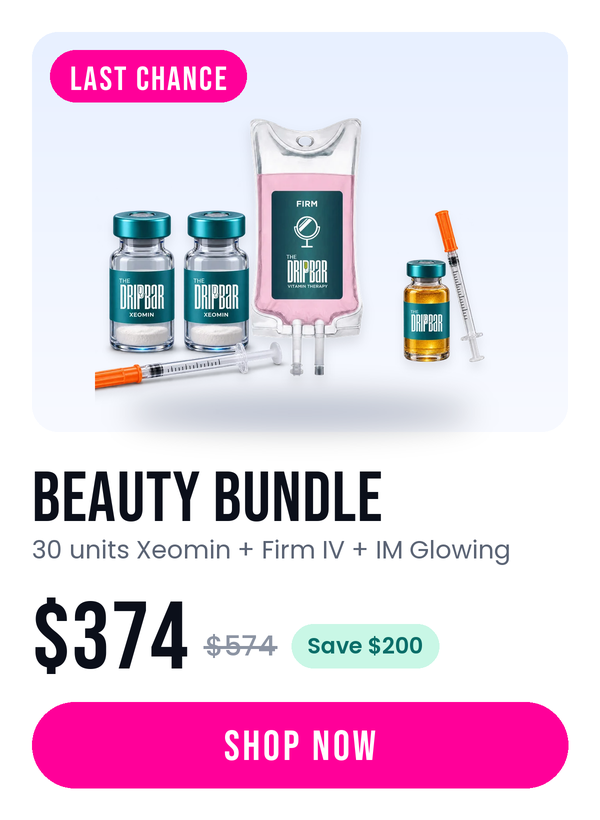 LAST CHANCE
FIRM
THE
DRIPBAR
VITAMIN THERAPY
THE
DRIPBAR
XEOMIN
THE
DRIPBAR
XEOMIN
THE
DRIPBAR
BEAUTY BUNDLE
30 units Xeomin + Firm IV + IM Glowing
$374 $574 Save $200
SHOP NOW